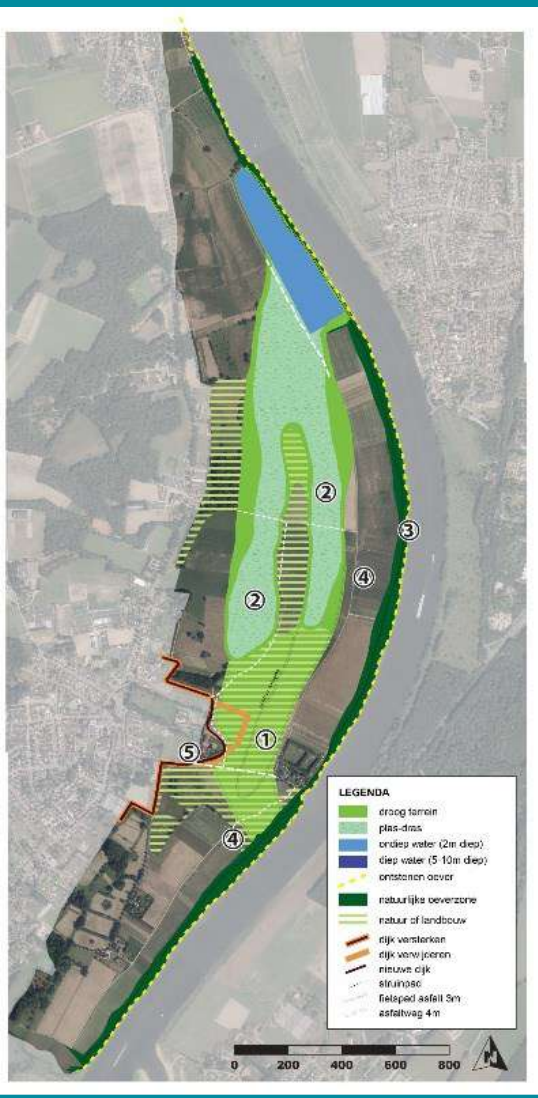 ②
③
④
②
①
⑤
④
LEGENDA
droog terrein
plas-dras
ondiep water (2m diep)
diep water (5-10m diep)
ontstenen oever
natuurlijke oeverzone
natuur of landbouw
dijk versterken
dijk verwijderen
nieuwe dijk
struinpad
fietspad asfalt 3m
asfaltweg 4m
0 200 400 600 800
N